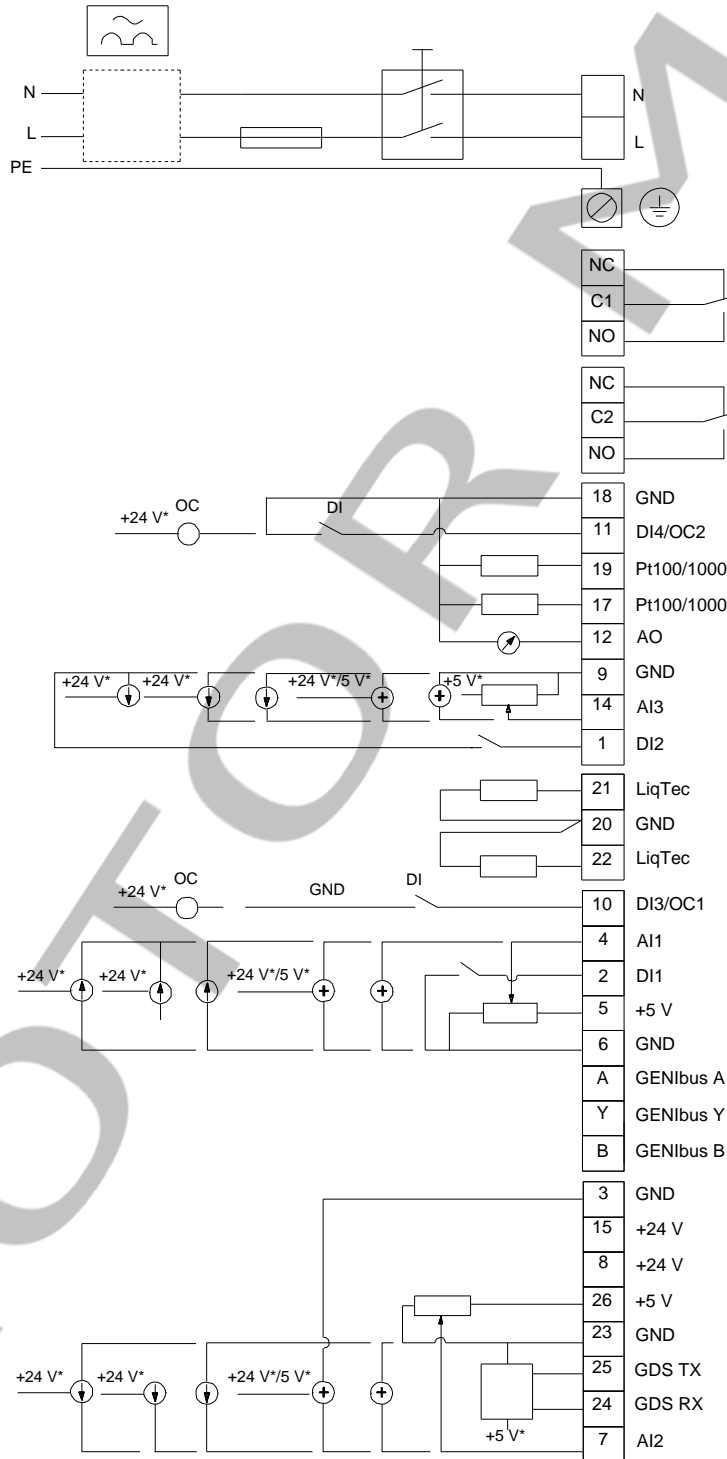 N
N
L
L
PE
NC
C1
NO
NC
C2
NO
18 GND
+24 V* OC DI
11 DI4/OC2
19 Pt100/1000
17 Pt100/1000
12 AO
9 GND
+24 V* +24 V* +24 V*/5 V* +5 V*
14 AI3
1 DI2
21 LiqTec
20 GND
22 LiqTec
+24 V* OC GND DI
10 DI3/OC1
4 AI1
+24 V* +24 V* +24 V*/5 V*
2 DI1
5 +5 V
6 GND
A GENIbus A
Y GENIbus Y
B GENIbus B
3 GND
15 +24 V
8 +24 V
26 +5 V
23 GND
+24 V* +24 V* +24 V*/5 V*
25 GDS TX
24 GDS RX
+5 V*
7 AI2
OTOR M